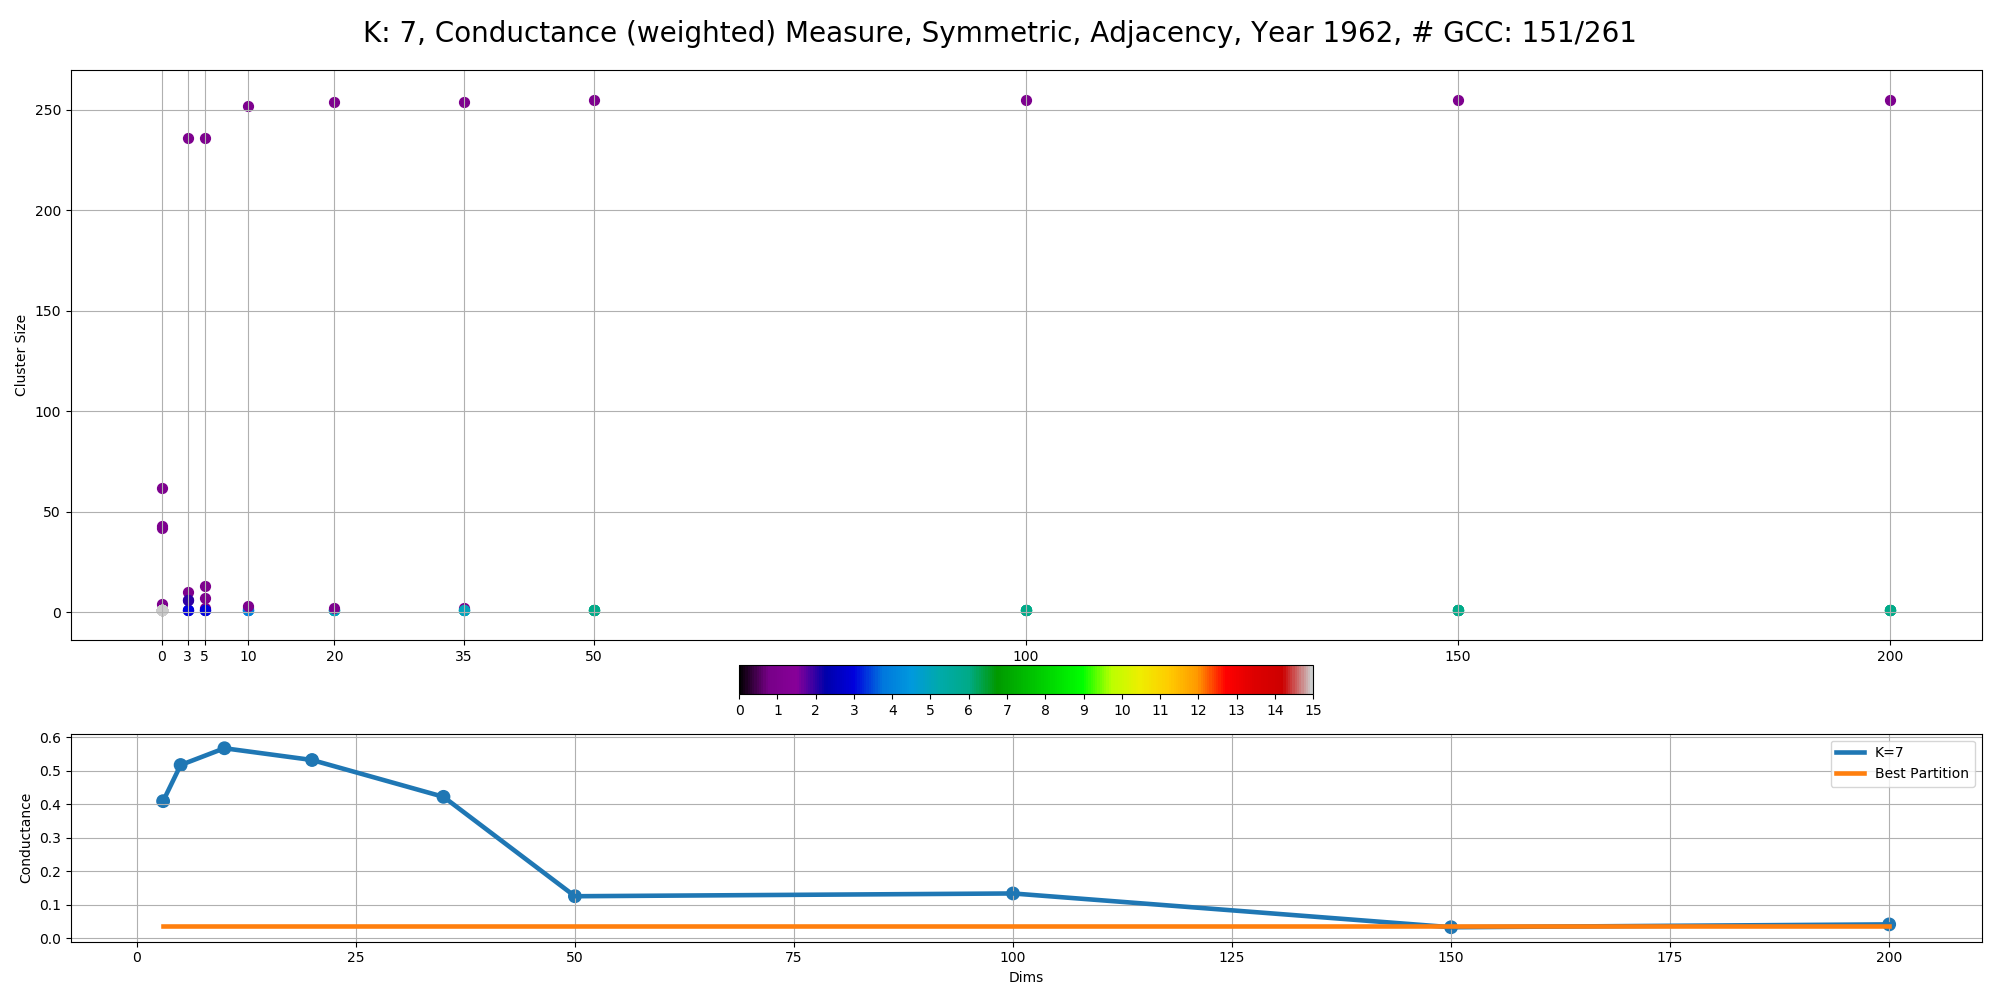 K: 7, Conductance (weighted) Measure, Symmetric, Adjacency, Year 1962, # GCC: 151/261
250
200
150
100
50
0
Cluster Size
0 3 5 10 20 35 50 100 150 200
0 1 2 3 4 5 6 7 8 9 10 11 12 13 14 15
0.6
0.5
0.4
0.3
0.2
0.1
0.0
Conductance
K=7
Best Partition
0 25 50 75 100 125 150 175 200
Dims